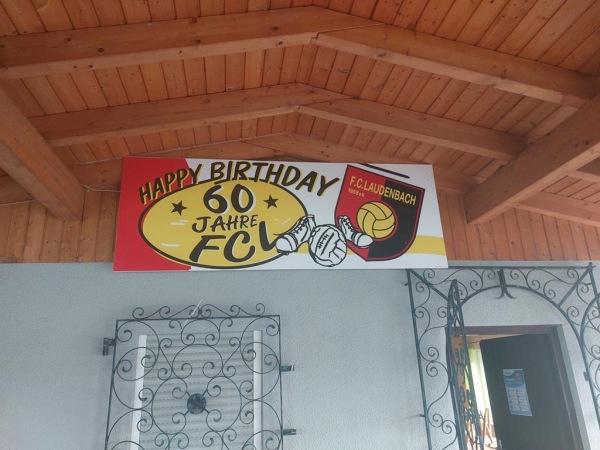 HAPPY BIRTHDAY
60
JAHRE
FCL
F.C. LAUDENBACH